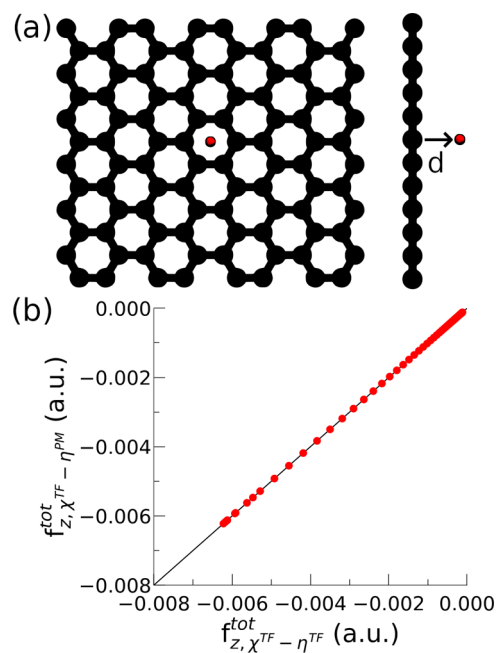 (a)
d
(b)
0.000
−0.002
−0.004
−0.006
−0.008
f^{tot}_{z, χ^{TF} − η^{PM}} (a.u.)
−0.008 −0.006 −0.004 −0.002 0.000
f^{tot}_{z, χ^{TF} − η^{TF}} (a.u.)